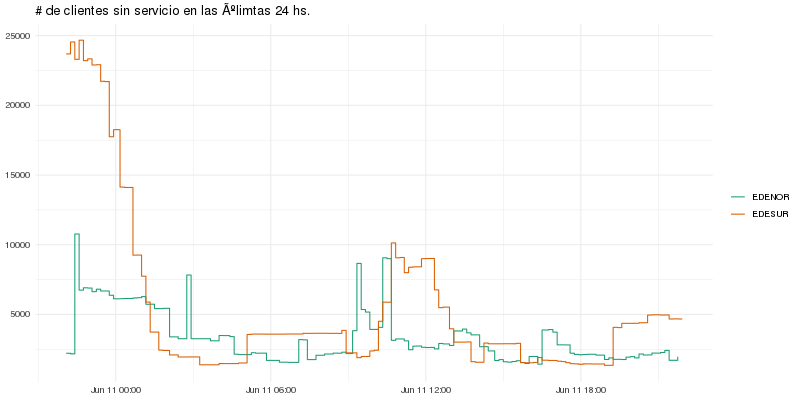 # de clientes sin servicio en las Ãºlimtas 24 hs.
25000
20000
15000
10000
5000
Jun 11 00:00
Jun 11 06:00
Jun 11 12:00
Jun 11 18:00
EDENOR
EDESUR